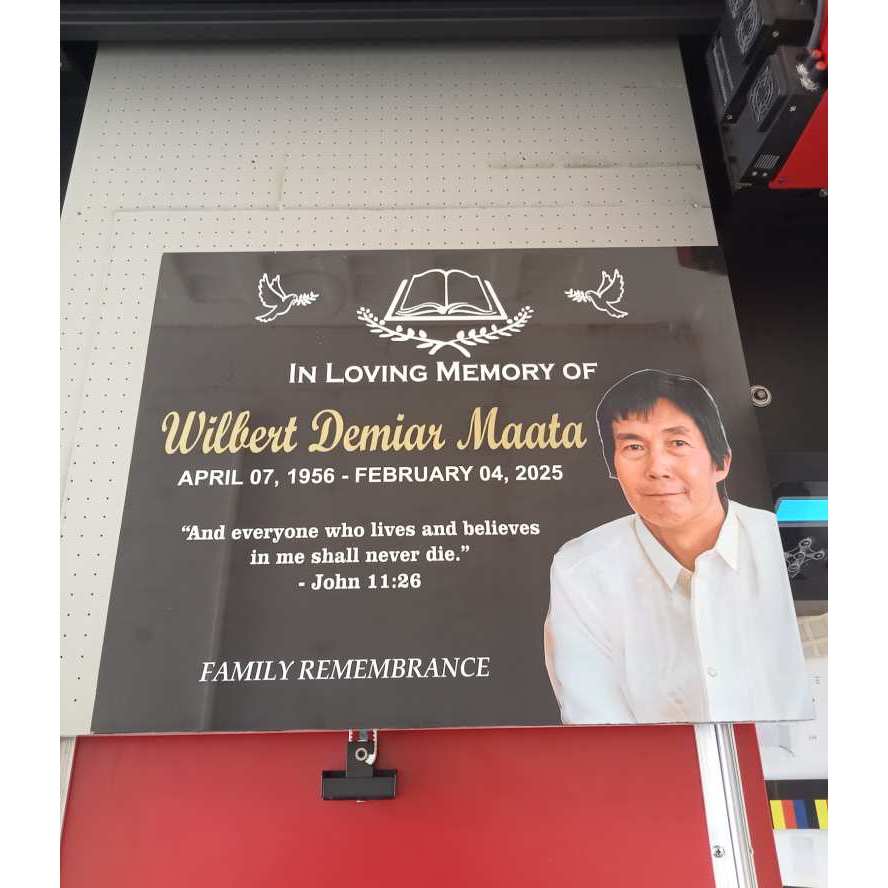 IN LOVING MEMORY OF
Wilbert Demiar Maata
APRIL 07, 1956 - FEBRUARY 04, 2025
“And everyone who lives and believes
in me shall never die.”
- John 11:26
FAMILY REMEMBRANCE